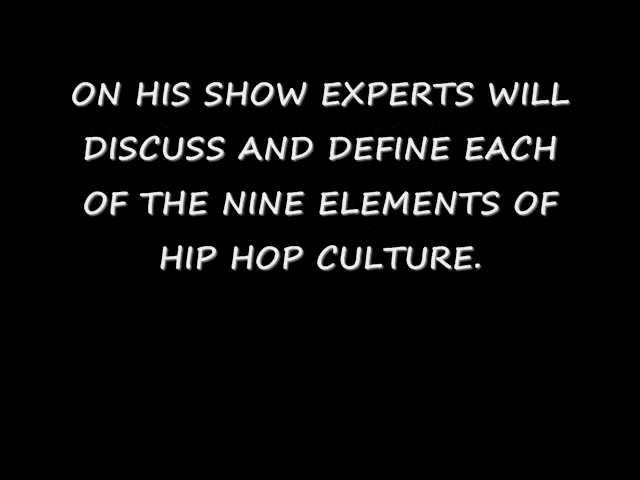 ON HIS SHOW EXPERTS WILL
DISCUSS AND DEFINE EACH
OF THE NINE ELEMENTS OF
HIP HOP CULTURE.